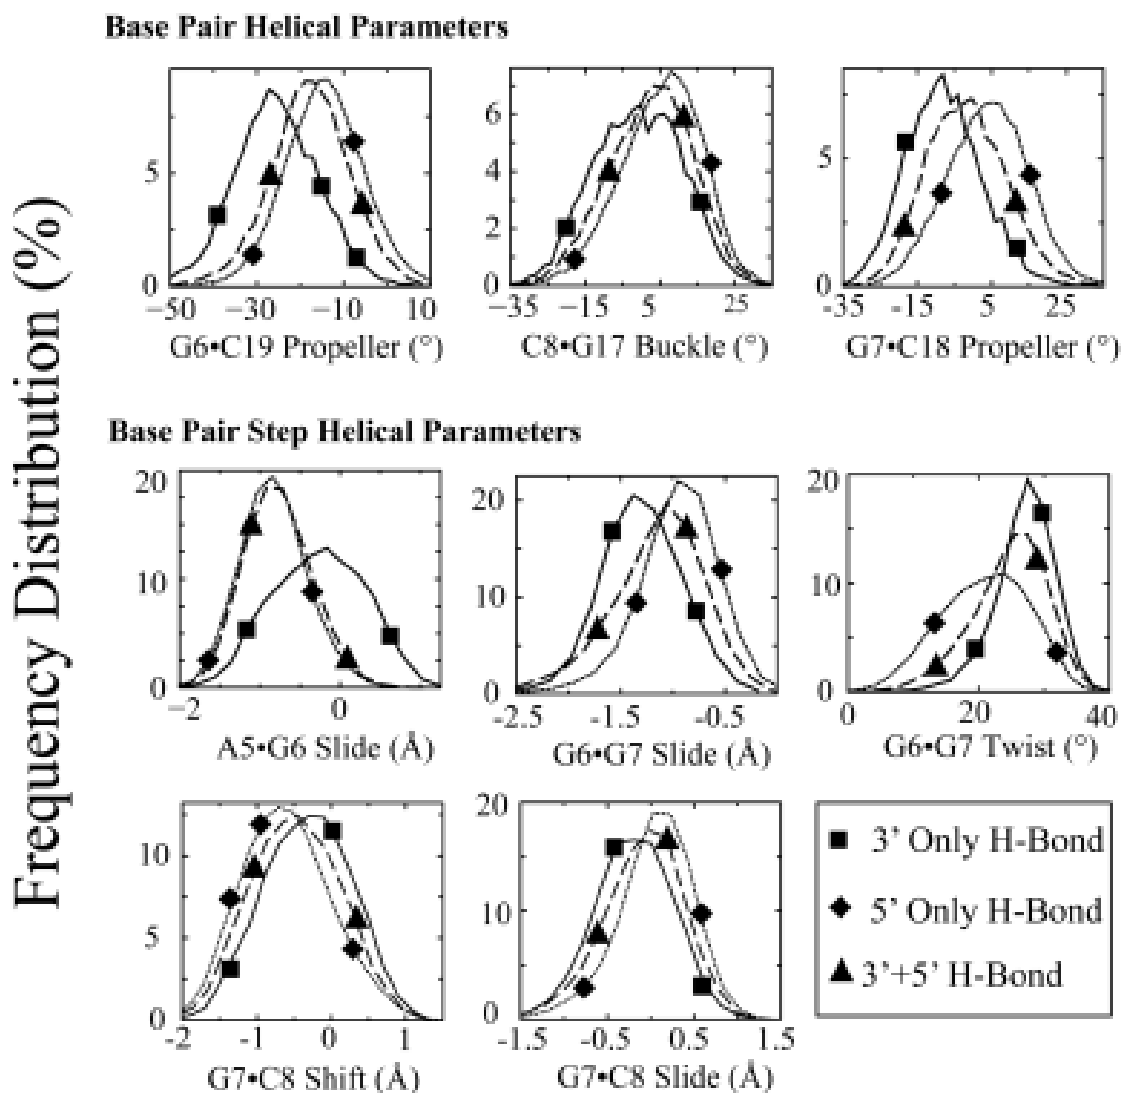 Base Pair Helical Parameters
Frequency Distribution (%)
5
0
−50 −30 −10 10
G6•C19 Propeller (°)
6
4
2
0
−35 −15 5 25
C8•G17 Buckle (°)
5
0
-35 -15 5 25
G7•C18 Propeller (°)
Base Pair Step Helical Parameters
20
10
0
−2 0
A5•G6 Slide (Å)
20
10
0
-2.5 -1.5 -0.5
G6•G7 Slide (Å)
20
10
0
0 20 40
G6•G7 Twist (°)
10
5
0
-2 -1 0 1
G7•C8 Shift (Å)
20
10
0
-1.5 -0.5 0.5 1.5
G7•C8 Slide (Å)
3’ Only H-Bond
5’ Only H-Bond
3’+5’ H-Bond